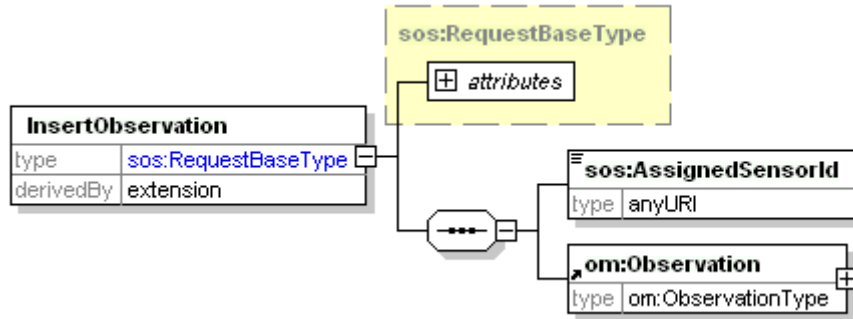 sos:RequestBaseType
attributes
InsertObservation
type sos:RequestBaseType
derivedBy extension
sos:AssignedSensorId
type anyURI
om:Observation
type om:ObservationType